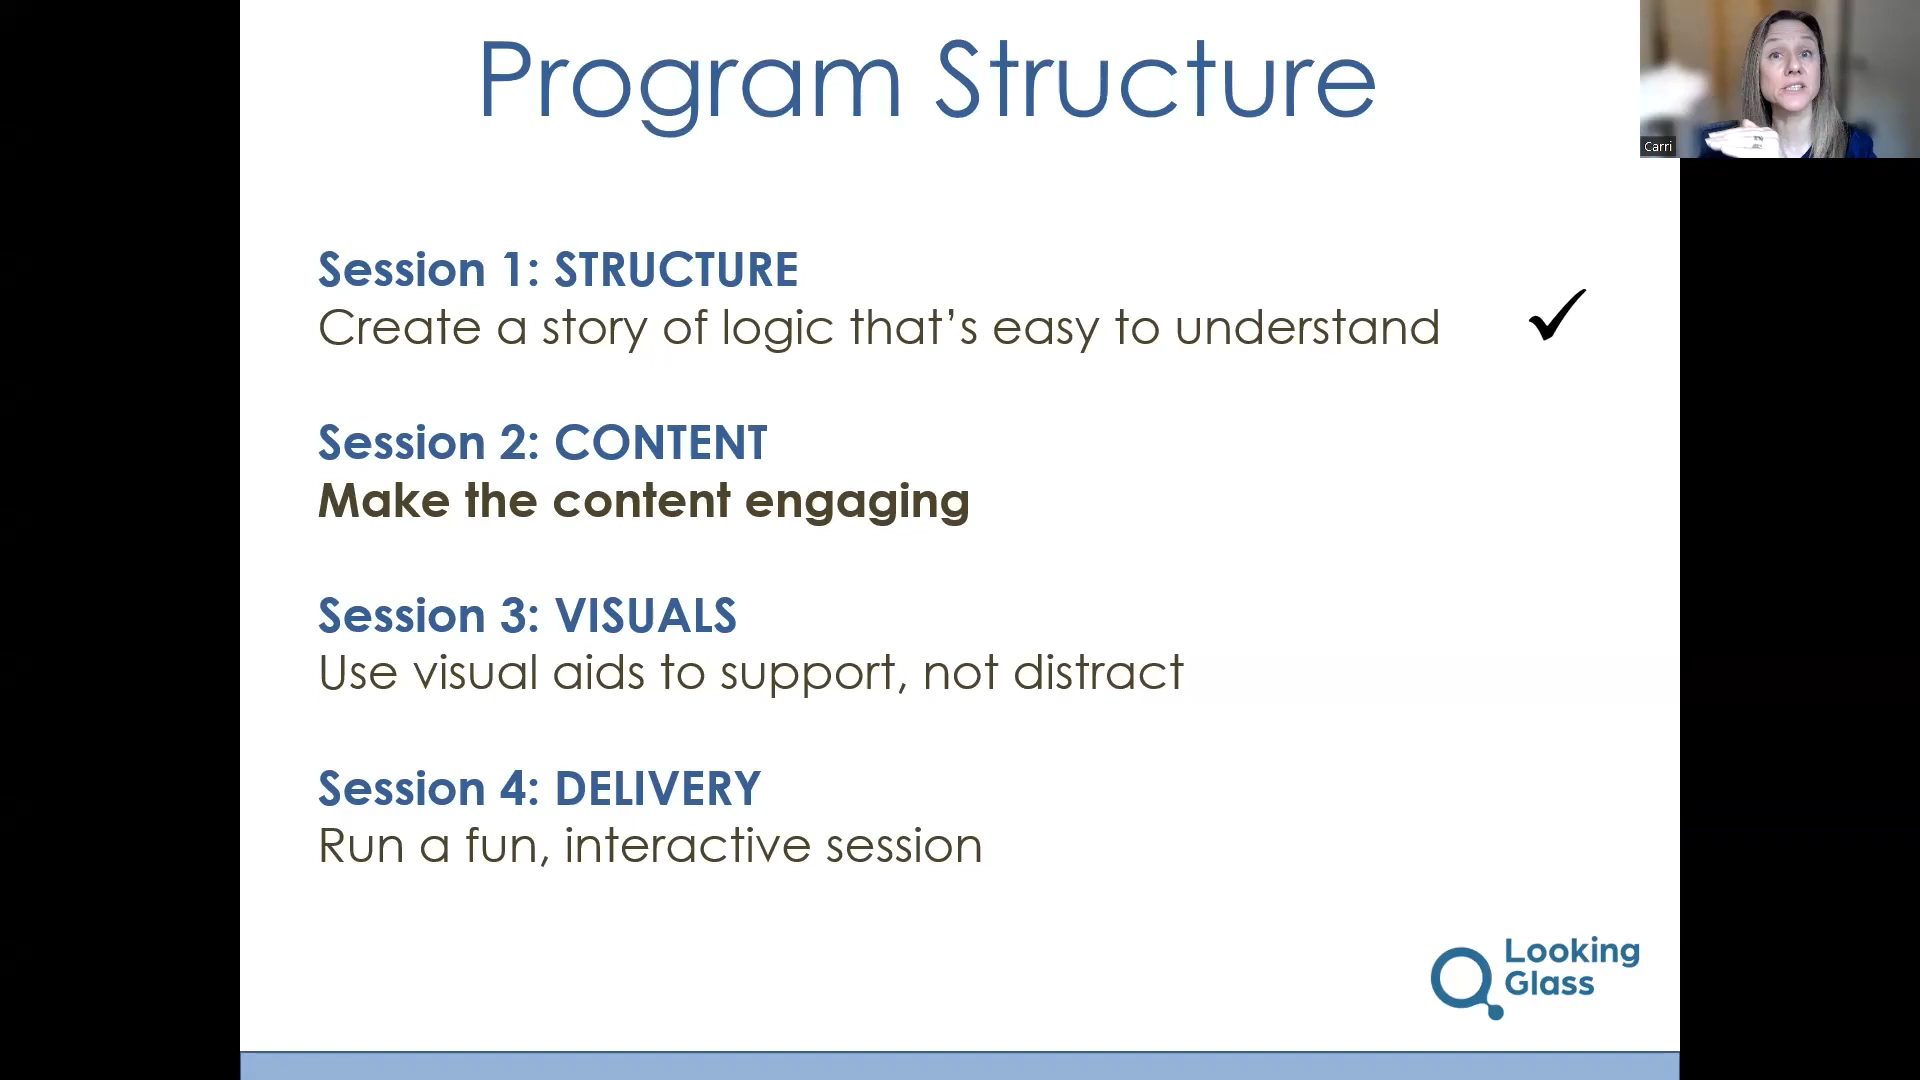 Program Structure
Carri
Session 1: STRUCTURE
Create a story of logic that’s easy to understand
Session 2: CONTENT
Make the content engaging
Session 3: VISUALS
Use visual aids to support, not distract
Session 4: DELIVERY
Run a fun, interactive session
Looking
Glass